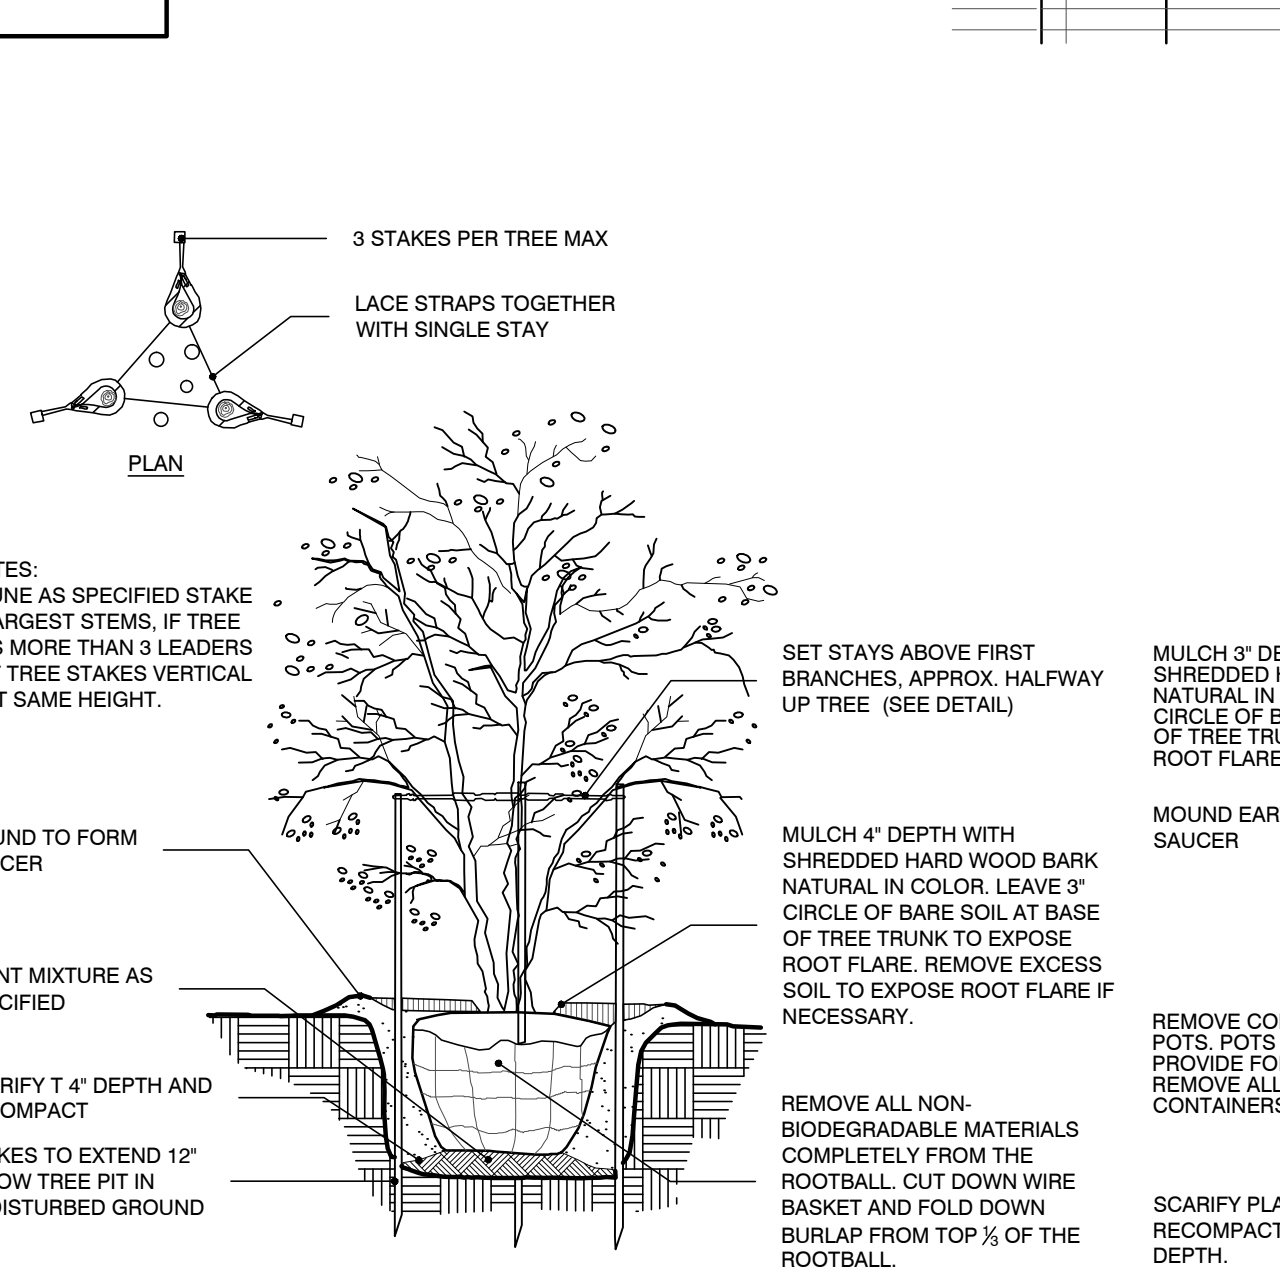 3 STAKES PER TREE MAX
LACE STRAPS TOGETHER
WITH SINGLE STAY
PLAN
TES:
UNE AS SPECIFIED STAKE
ARGEST STEMS, IF TREE
S MORE THAN 3 LEADERS
T TREE STAKES VERTICAL
T SAME HEIGHT.
UND TO FORM
CER
NT MIXTURE AS
CIFIED
RIFY T 4" DEPTH AND
OMPACT
KES TO EXTEND 12"
OW TREE PIT IN
DISTURBED GROUND
SET STAYS ABOVE FIRST
BRANCHES, APPROX. HALFWAY
UP TREE (SEE DETAIL)
MULCH 4" DEPTH WITH
SHREDDED HARD WOOD BARK
NATURAL IN COLOR. LEAVE 3"
CIRCLE OF BARE SOIL AT BASE
OF TREE TRUNK TO EXPOSE
ROOT FLARE. REMOVE EXCESS
SOIL TO EXPOSE ROOT FLARE IF
NECESSARY.
REMOVE ALL NON-
BIODEGRADABLE MATERIALS
COMPLETELY FROM THE
ROOTBALL. CUT DOWN WIRE
BASKET AND FOLD DOWN
BURLAP FROM TOP ⅓ OF THE
ROOTBALL.
MULCH 3" DE
SHREDDED H
NATURAL IN
CIRCLE OF B
OF TREE TRU
ROOT FLARE
MOUND EAR
SAUCER
REMOVE CO
POTS. POTS
PROVIDE FO
REMOVE ALL
CONTAINERS
SCARIFY PLA
RECOMPACT
DEPTH.